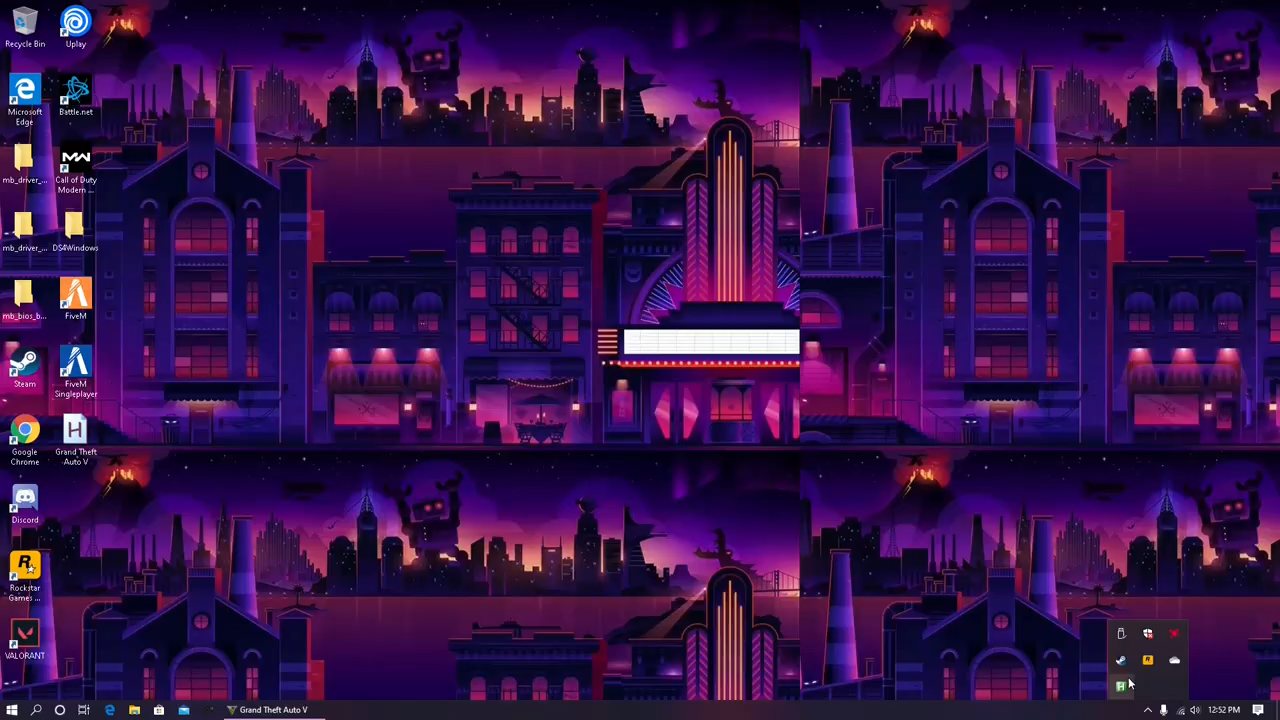 Recycle Bin
Uplay
Microsoft
Edge
Battle.net
mb_driver_...
MW
Call of Duty
Modern ...
mb_driver_...
DS4Windows
mb_bios_b...
FiveM
Steam
FiveM
Singleplayer
Google
Chrome
H
Grand Theft
Auto V
Discord
R
Rockstar
Games ...
VALORANT
R
H
Grand Theft Auto V
12:52 PM